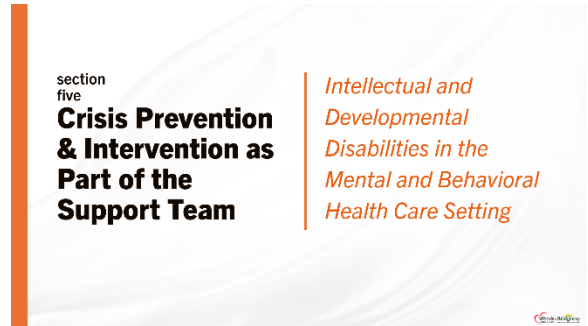 section
five
Crisis Prevention
& Intervention as
Part of the
Support Team
Intellectual and
Developmental
Disabilities in the
Mental and Behavioral
Health Care Setting